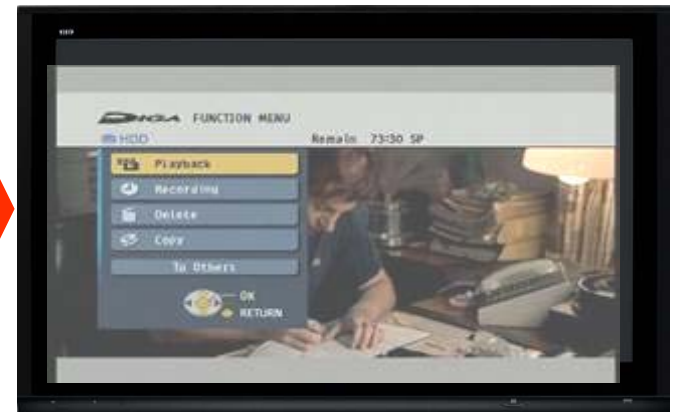 DIGA FUNCTION MENU
HDD Remain 73:30 SP
Playback
Recording
Delete
Copy
To Others
OK
RETURN